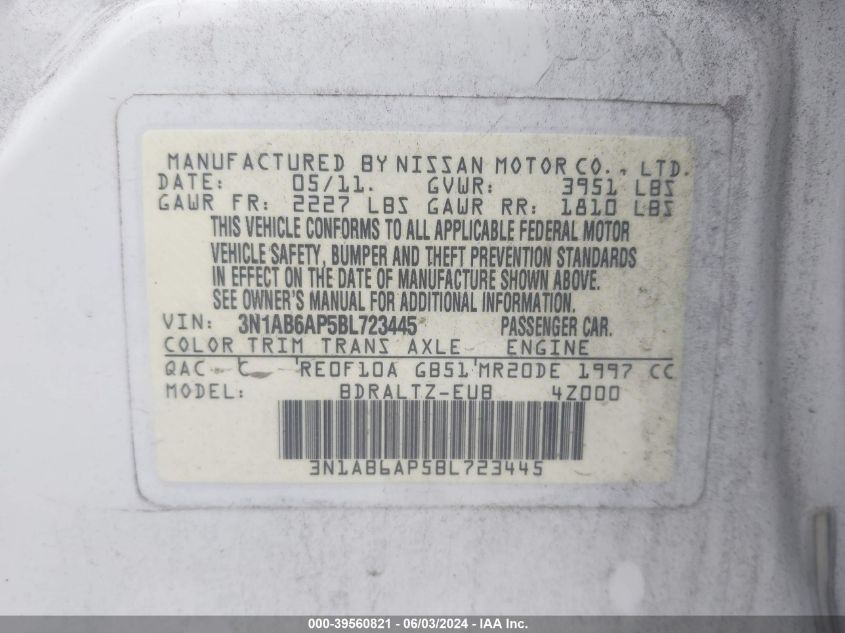 MANUFACTURED BY NISSAN MOTOR CO., LTD.
DATE: 05/11. GVWR: 3951 LBS
GAWR FR: 2227 LBS GAWR RR: 1810 LBS
THIS VEHICLE CONFORMS TO ALL APPLICABLE FEDERAL MOTOR
VEHICLE SAFETY, BUMPER AND THEFT PREVENTION STANDARDS
IN EFFECT ON THE DATE OF MANUFACTURE SHOWN ABOVE.
SEE OWNER'S MANUAL FOR ADDITIONAL INFORMATION.
VIN: 3N1AB6AP5BL723445 PASSENGER CAR.
COLOR TRIM TRANS AXLE ENGINE
QAC C RE0F10A GB51 MR20DE 1997 CC
MODEL: BDRALTZ-EUB 4Z000
3N1AB6AP5BL723445
000-39560821 - 06/03/2024 - IAA Inc.